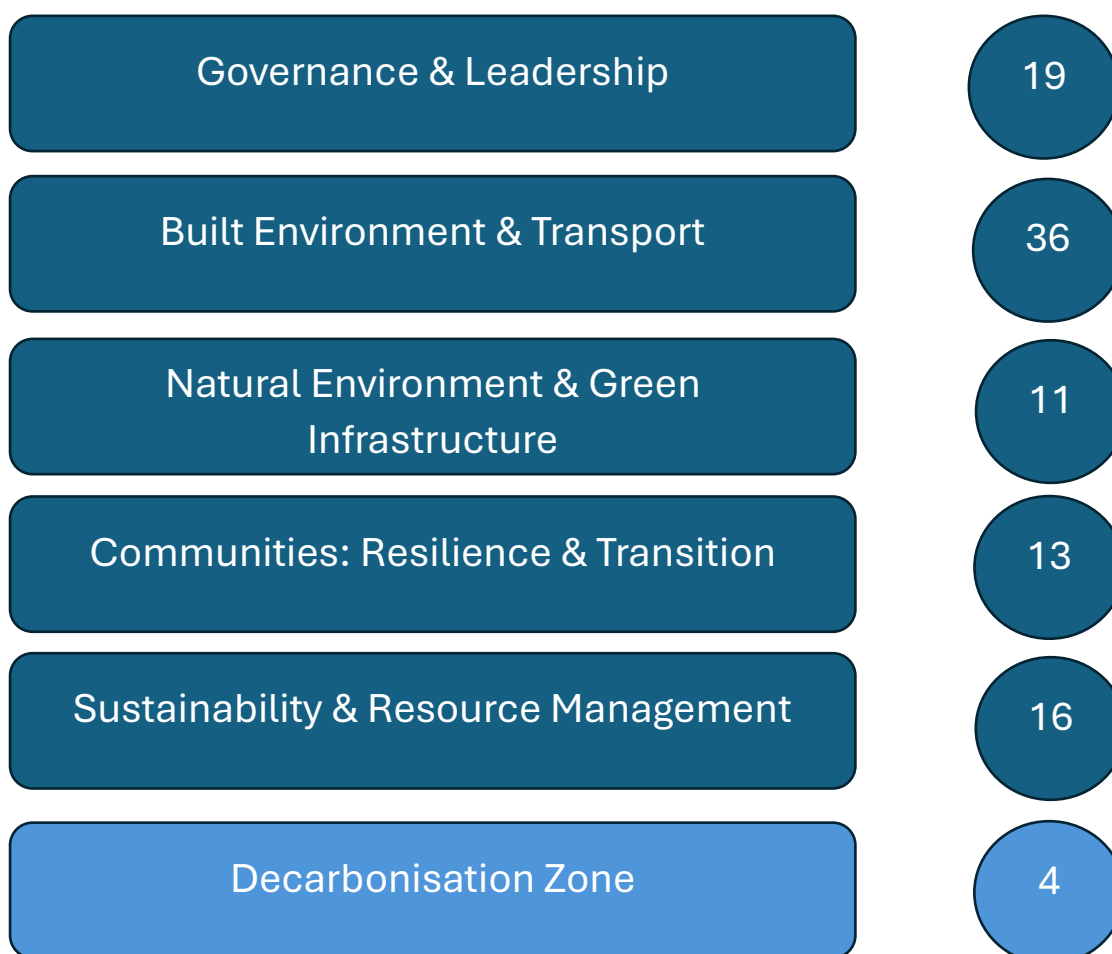 Governance & Leadership
19
Built Environment & Transport
36
Natural Environment & Green
Infrastructure
11
Communities: Resilience & Transition
13
Sustainability & Resource Management
16
Decarbonisation Zone
4